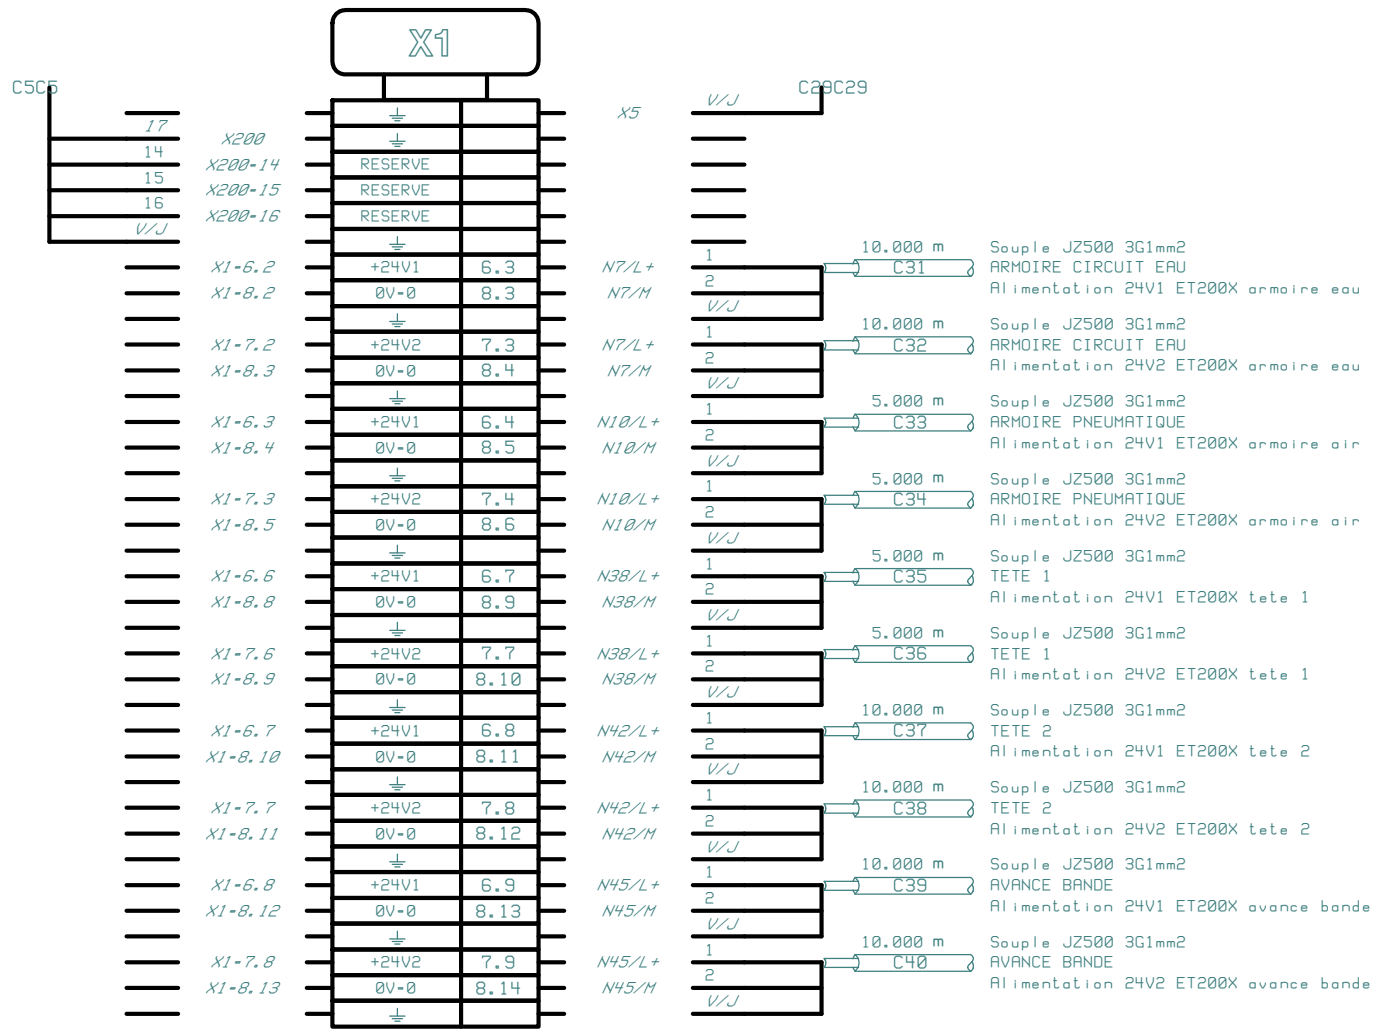 X1
C5C5 C29C29
X5 V/J
17 X200
14 X200-14 RESERVE
15 X200-15 RESERVE
16 X200-16 RESERVE
V/J
10.000 m Souple JZ500 3G1mm2
X1-6.2 +24V1 6.3 N7/L+ 1 C31 ARMOIRE CIRCUIT EAU
X1-8.2 0V-0 8.3 N7/M 2 Alimentation 24V1 ET200X armoire eau
V/J
10.000 m Souple JZ500 3G1mm2
X1-7.2 +24V2 7.3 N7/L+ 1 C32 ARMOIRE CIRCUIT EAU
X1-8.3 0V-0 8.4 N7/M 2 Alimentation 24V2 ET200X armoire eau
V/J
5.000 m Souple JZ500 3G1mm2
X1-6.3 +24V1 6.4 N10/L+ 1 C33 ARMOIRE PNEUMATIQUE
X1-8.4 0V-0 8.5 N10/M 2 Alimentation 24V1 ET200X armoire air
V/J
5.000 m Souple JZ500 3G1mm2
X1-7.3 +24V2 7.4 N10/L+ 1 C34 ARMOIRE PNEUMATIQUE
X1-8.5 0V-0 8.6 N10/M 2 Alimentation 24V2 ET200X armoire air
V/J
5.000 m Souple JZ500 3G1mm2
X1-6.6 +24V1 6.7 N38/L+ 1 C35 TETE 1
X1-8.8 0V-0 8.9 N38/M 2 Alimentation 24V1 ET200X tete 1
V/J
5.000 m Souple JZ500 3G1mm2
X1-7.6 +24V2 7.7 N38/L+ 1 C36 TETE 1
X1-8.9 0V-0 8.10 N38/M 2 Alimentation 24V2 ET200X tete 1
V/J
10.000 m Souple JZ500 3G1mm2
X1-6.7 +24V1 6.8 N42/L+ 1 C37 TETE 2
X1-8.10 0V-0 8.11 N42/M 2 Alimentation 24V1 ET200X tete 2
V/J
10.000 m Souple JZ500 3G1mm2
X1-7.7 +24V2 7.8 N42/L+ 1 C38 TETE 2
X1-8.11 0V-0 8.12 N42/M 2 Alimentation 24V2 ET200X tete 2
V/J
10.000 m Souple JZ500 3G1mm2
X1-6.8 +24V1 6.9 N45/L+ 1 C39 AVANCE BANDE
X1-8.12 0V-0 8.13 N45/M 2 Alimentation 24V1 ET200X avance bande
V/J
10.000 m Souple JZ500 3G1mm2
X1-7.8 +24V2 7.9 N45/L+ 1 C40 AVANCE BANDE
X1-8.13 0V-0 8.14 N45/M 2 Alimentation 24V2 ET200X avance bande
V/J